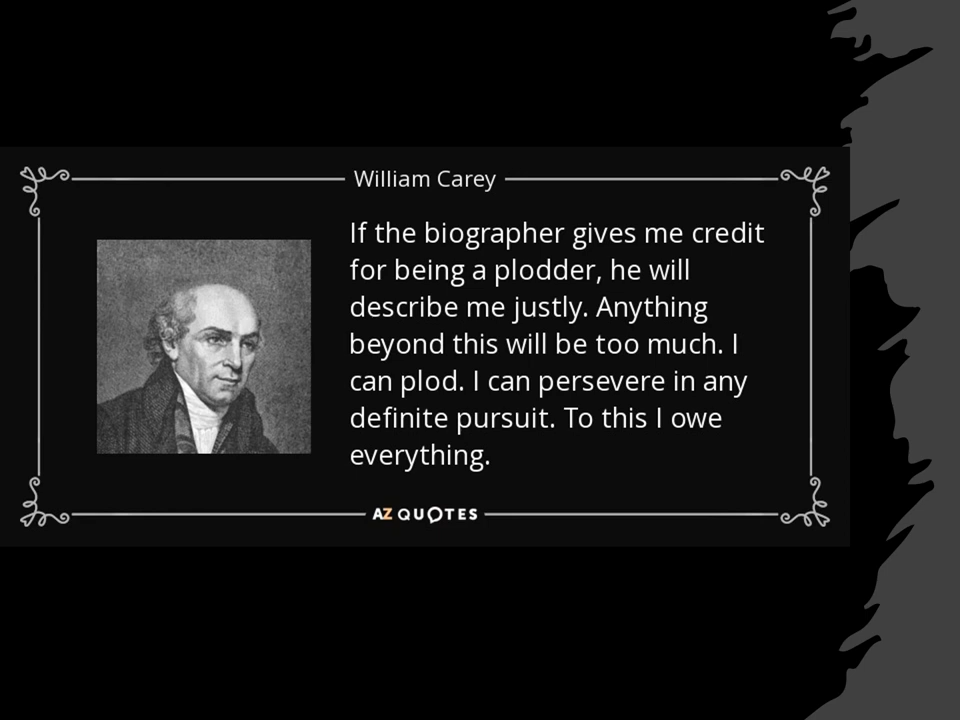 William Carey
If the biographer gives me credit
for being a plodder, he will
describe me justly. Anything
beyond this will be too much. I
can plod. I can persevere in any
definite pursuit. To this I owe
everything.
AZ QUOTES